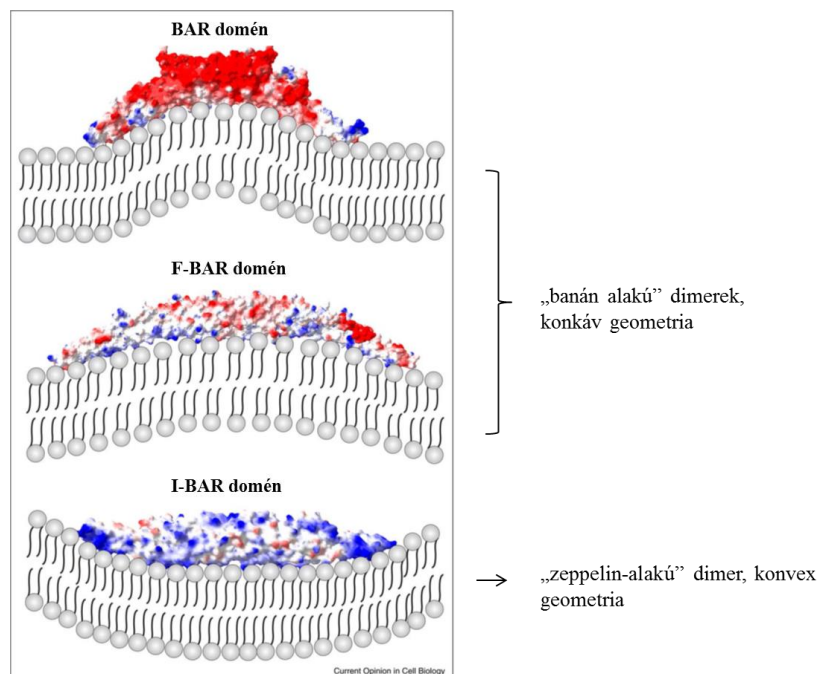 BAR domén
F-BAR domén
„banán alakú” dimerek,
konkáv geometria
I-BAR domén
„zeppelin-alakú” dimer, konvex
geometria
Current Opinion in Cell Biology